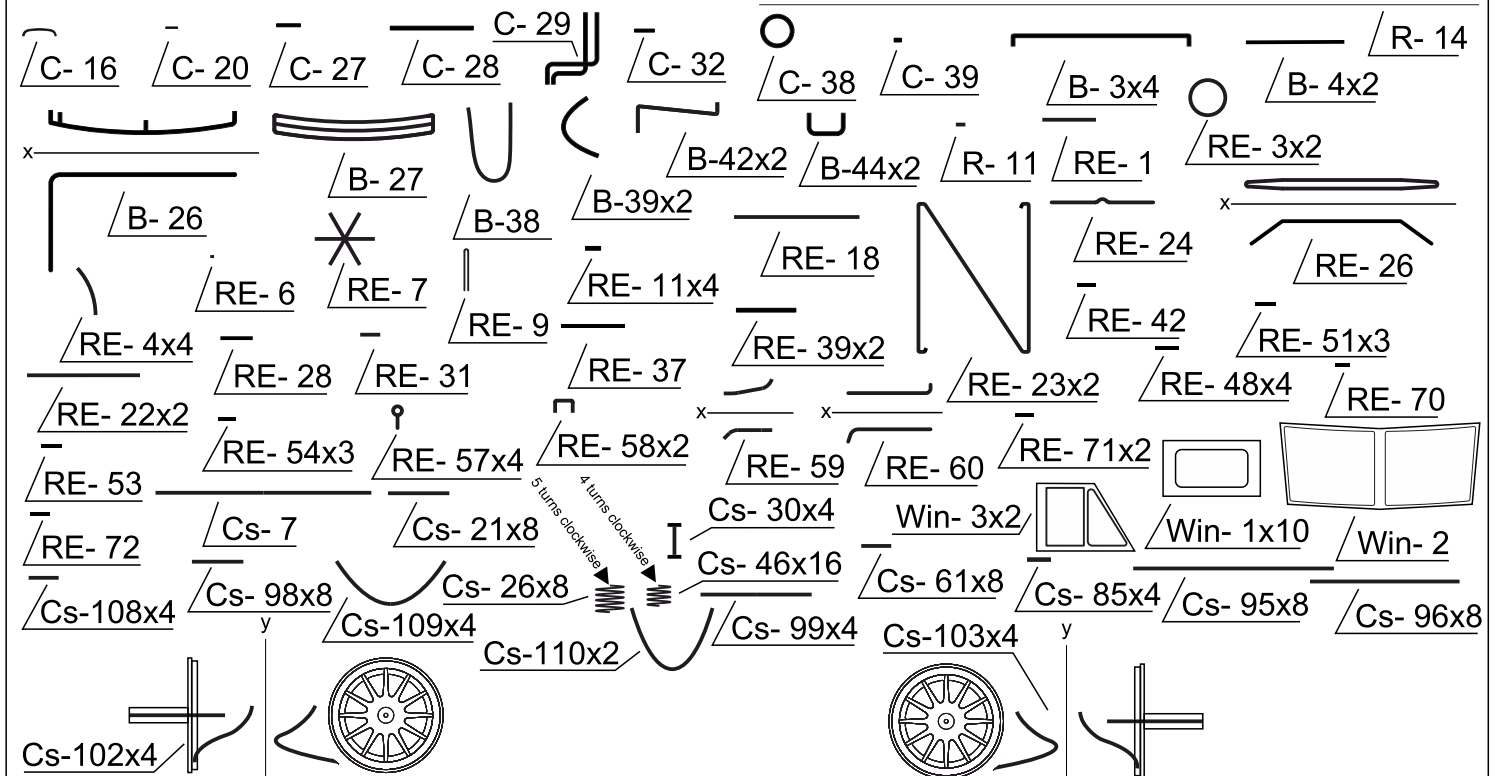 C- 29
R- 14
C- 16
C- 20
C- 27
C- 28
C- 32
C- 38
C- 39
B- 3x4
B- 4x2
x
B- 27
B-42x2
B-44x2
R- 11
RE- 1
RE- 3x2
B- 26
B-38
B-39x2
x
RE- 18
RE- 24
RE- 26
RE- 6
RE- 7
RE- 11x4
RE- 4x4
RE- 9
RE- 39x2
RE- 42
RE- 51x3
RE- 28
RE- 31
RE- 37
RE- 23x2
RE- 48x4
RE- 70
RE- 22x2
x
x
RE- 54x3
RE- 57x4
RE- 58x2
RE- 59
RE- 60
RE- 71x2
RE- 53
5 turns clockwise
4 turns clockwise
Cs- 7
Cs- 21x8
Cs- 30x4
Win- 3x2
Win- 1x10
Win- 2
RE- 72
Cs- 98x8
Cs- 26x8
Cs- 46x16
Cs- 61x8
Cs- 85x4
Cs- 95x8
Cs- 96x8
Cs-108x4
y
Cs-109x4
Cs-110x2
Cs- 99x4
Cs-103x4
y
Cs-102x4